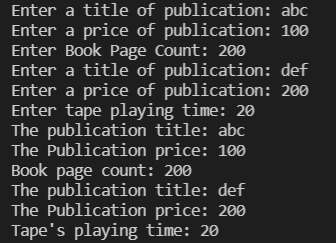 Enter a title of publication: abc
Enter a price of publication: 100
Enter Book Page Count: 200
Enter a title of publication: def
Enter a price of publication: 200
Enter tape playing time: 20
The publication title: abc
The Publication price: 100
Book page count: 200
The publication title: def
The Publication price: 200
Tape's playing time: 20